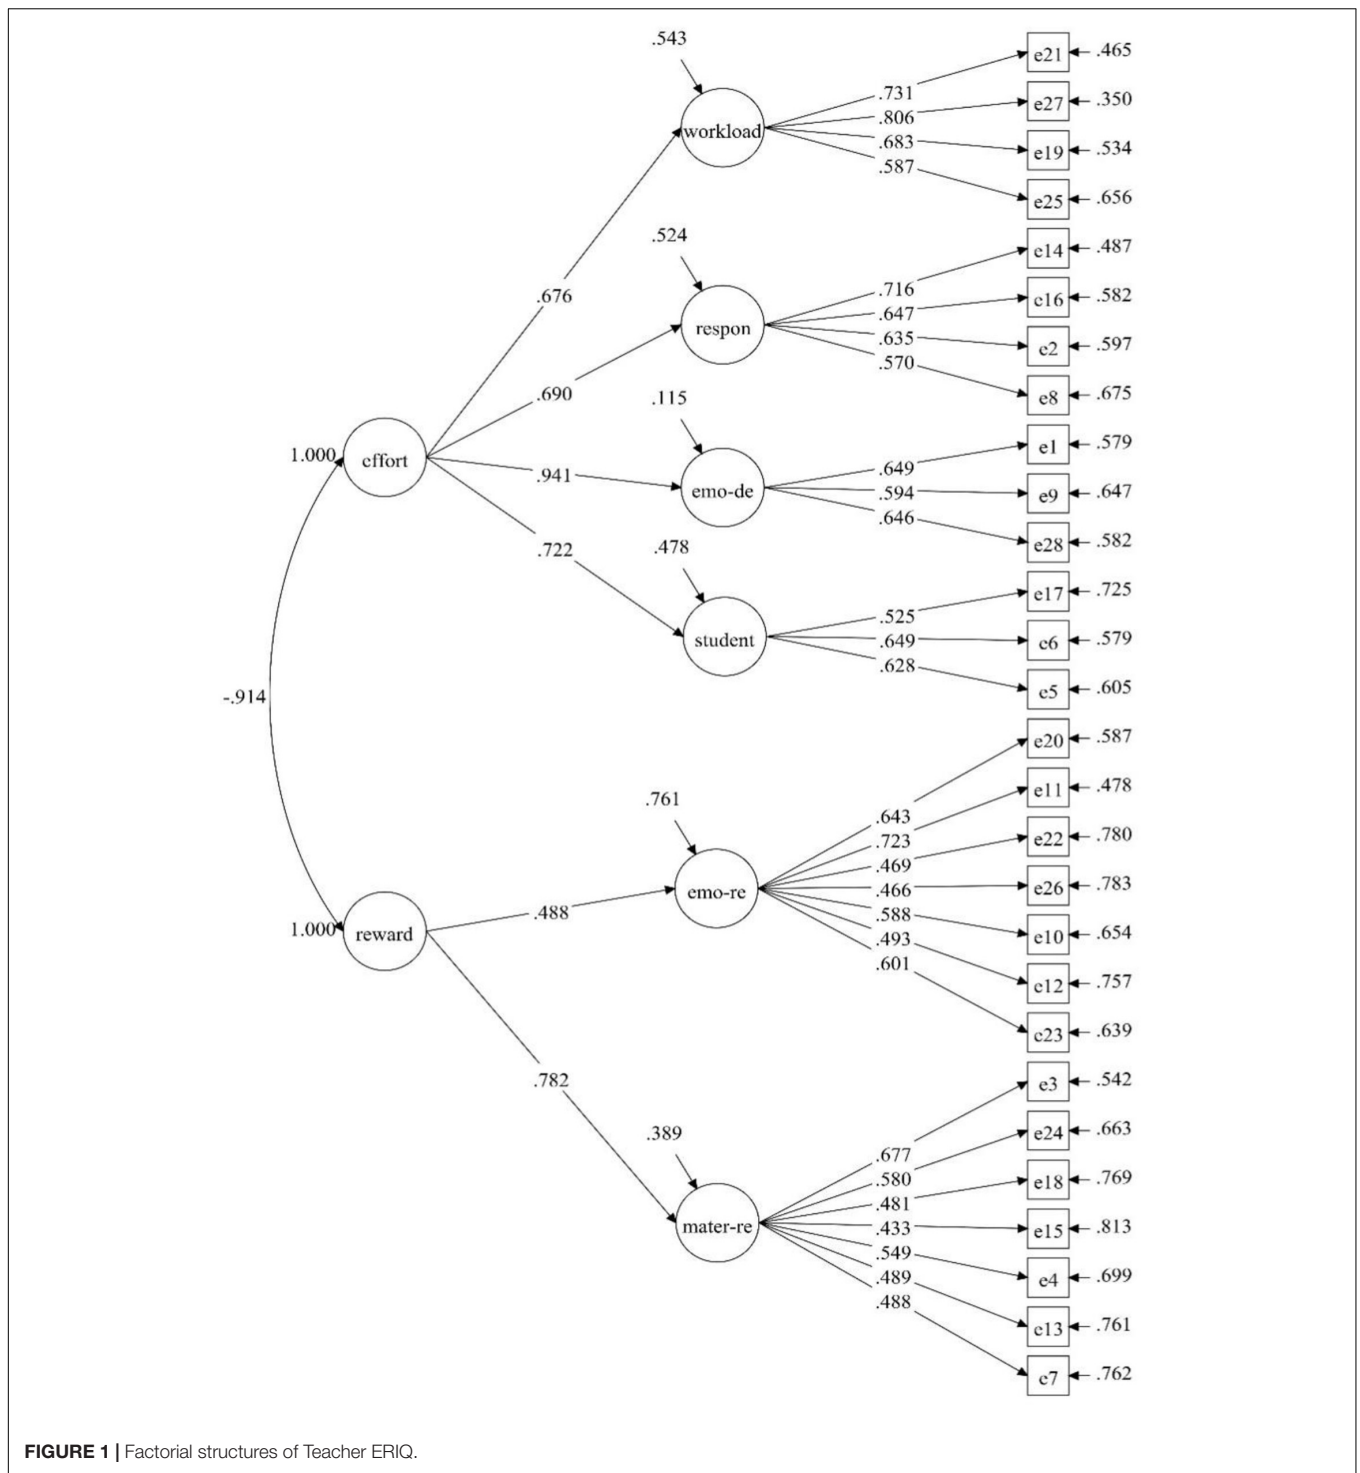 .543
e21 .465
.731
e27 .350
.806
workload
.683
e19 .534
.587
e25 .656
.524
e14 .487
.716
.676
e16 .582
.647
respon
.635
e2 .597
.570
e8 .675
.690
.115
e1 .579
1.000 effort
.649
.941
emo-de
.594
e9 .647
.646
e28 .582
.722
.478
e17 .725
.525
student
.649
e6 .579
.628
e5 .605
-.914
e20 .587
.761
e11 .478
.643
.723
e22 .780
.469
emo-re
.466
e26 .783
.488
.588
1.000 reward
e10 .654
.493
.601
e12 .757
e23 .639
.782
e3 .542
.389
e24 .663
.677
.580
e18 .769
.481
mater-re
.433
e15 .813
.549
e4 .699
.489
.488
e13 .761
e7 .762
FIGURE 1 | Factorial structures of Teacher ERIQ.